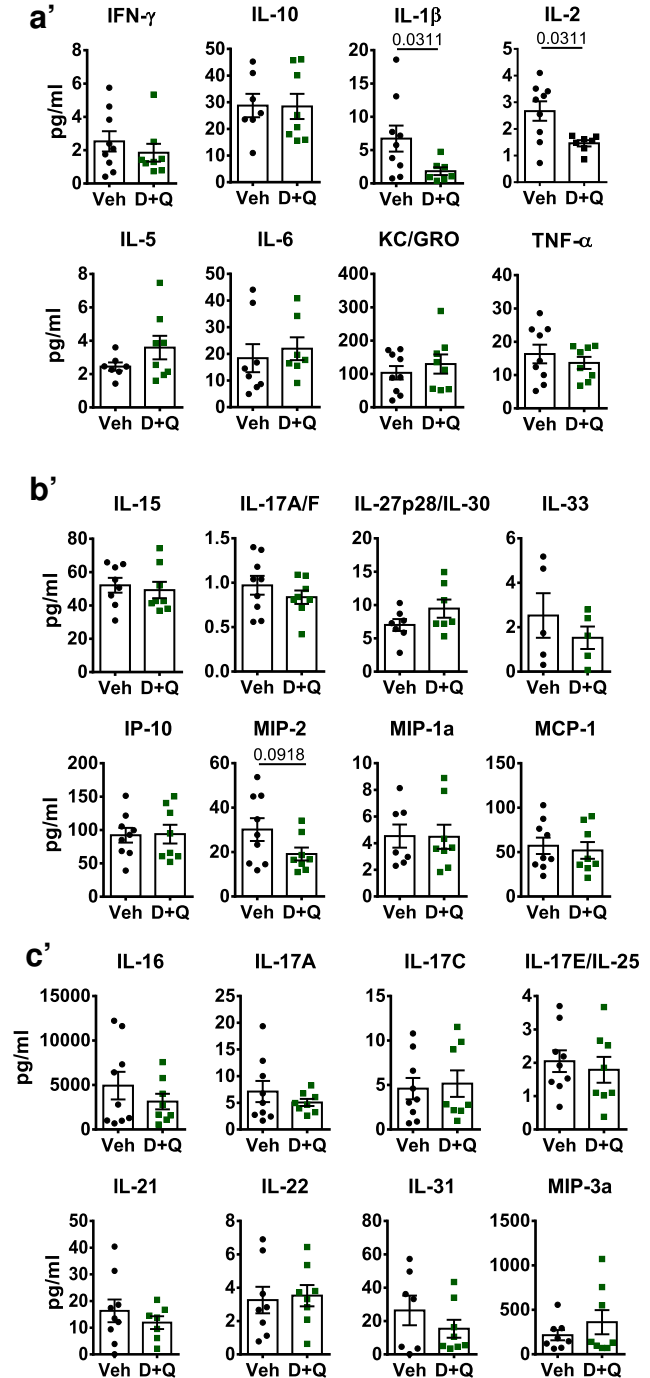 a’
IFN-γ IL-10 IL-1β IL-2
0.0311 0.0311
pg/ml
8 6 4 2 0
50 40 30 20 10 0
20 15 10 5 0
5 4 3 2 1 0
Veh D+Q Veh D+Q Veh D+Q Veh D+Q
IL-5 IL-6 KC/GRO TNF-α
pg/ml
8 6 4 2 0
50 40 30 20 10 0
400 300 200 100 0
40 30 20 10 0
Veh D+Q Veh D+Q Veh D+Q Veh D+Q
b’
IL-15 IL-17A/F IL-27p28/IL-30 IL-33
pg/ml
80 60 40 20 0
1.5 1.0 0.5 0.0
20 15 10 5 0
6 4 2 0
Veh D+Q Veh D+Q Veh D+Q Veh D+Q
IP-10 MIP-2 MIP-1a MCP-1
0.0918
pg/ml
200 150 100 50 0
60 40 20 0
10 8 6 4 2 0
150 100 50 0
Veh D+Q Veh D+Q Veh D+Q Veh D+Q
c’
IL-16 IL-17A IL-17C IL-17E/IL-25
pg/ml
15000 10000 5000 0
25 20 15 10 5 0
15 10 5 0
4 3 2 1 0
Veh D+Q Veh D+Q Veh D+Q Veh D+Q
IL-21 IL-22 IL-31 MIP-3a
pg/ml
50 40 30 20 10 0
8 6 4 2 0
80 60 40 20 0
1500 1000 500 0
Veh D+Q Veh D+Q Veh D+Q Veh D+Q